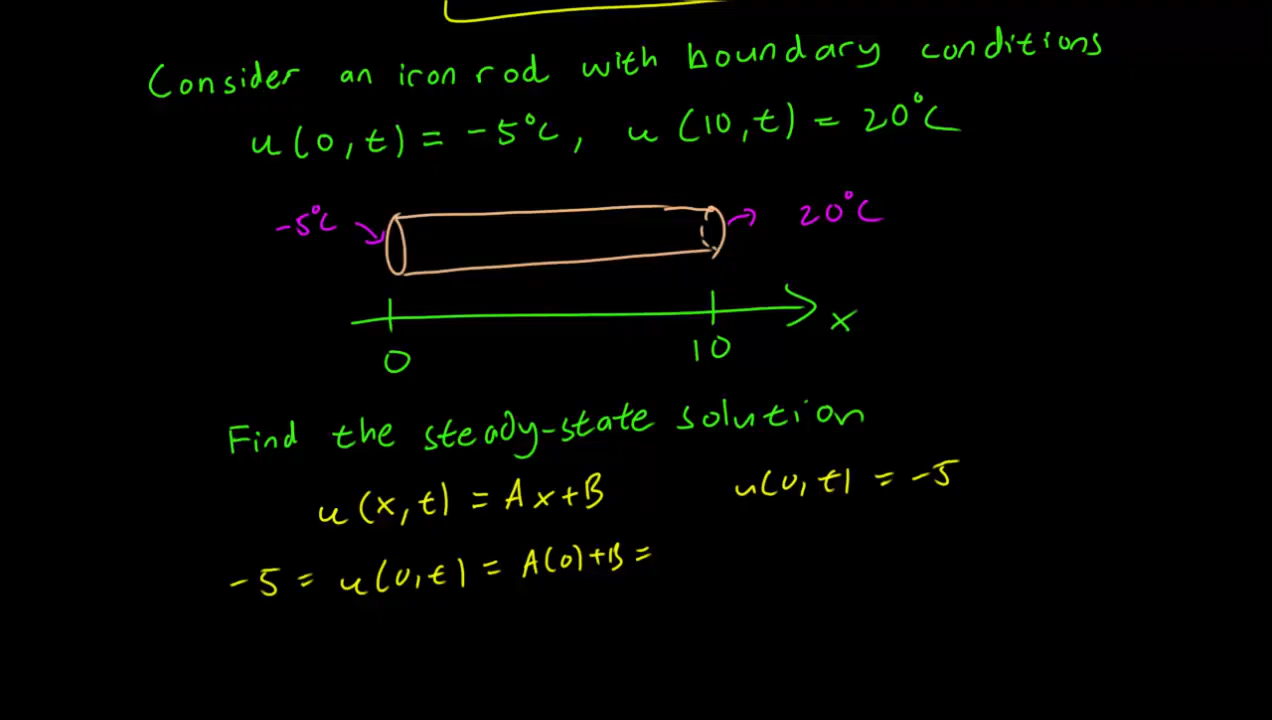 Consider an iron rod with boundary conditions
u(0,t) = -5°C, u(10,t) = 20°C
-5°C 20°C
x
0 10
Find the steady-state solution
u(x,t) = Ax+B u(0,t) = -5
-5 = u(0,t) = A(0)+B =